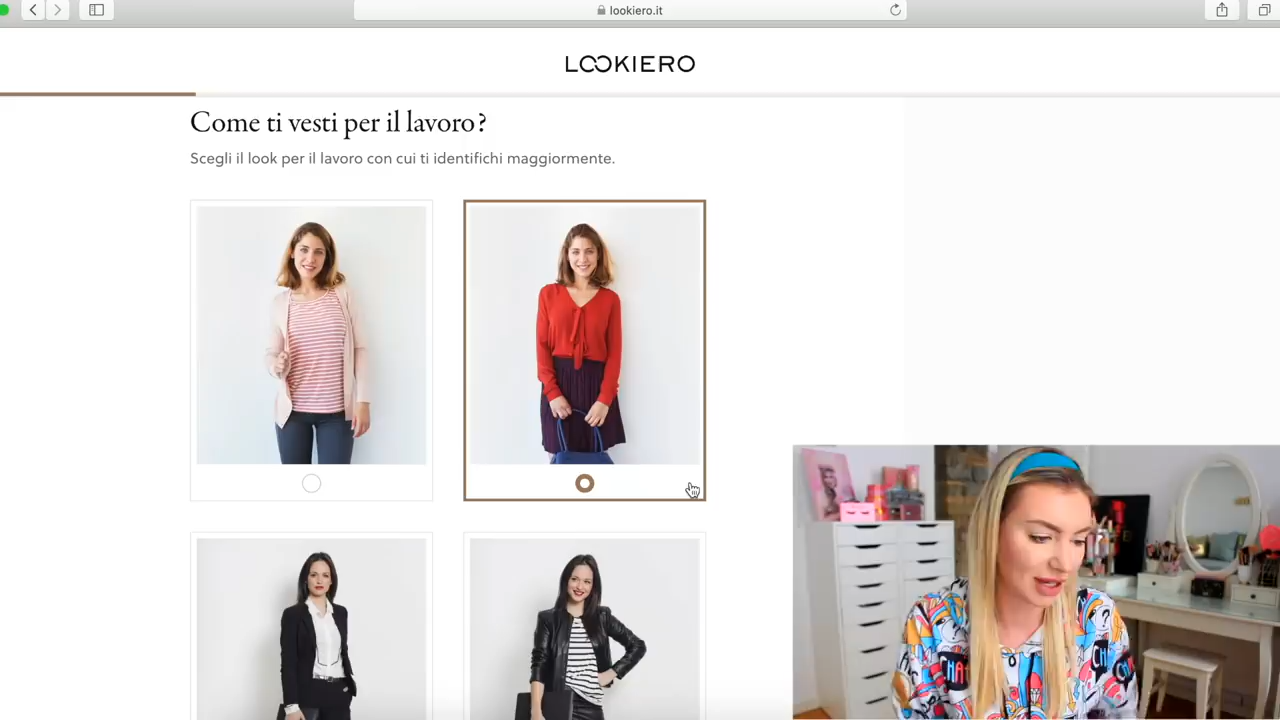 lookiero.it
LOOKIERO
Come ti vesti per il lavoro?
Scegli il look per il lavoro con cui ti identifichi maggiormente.